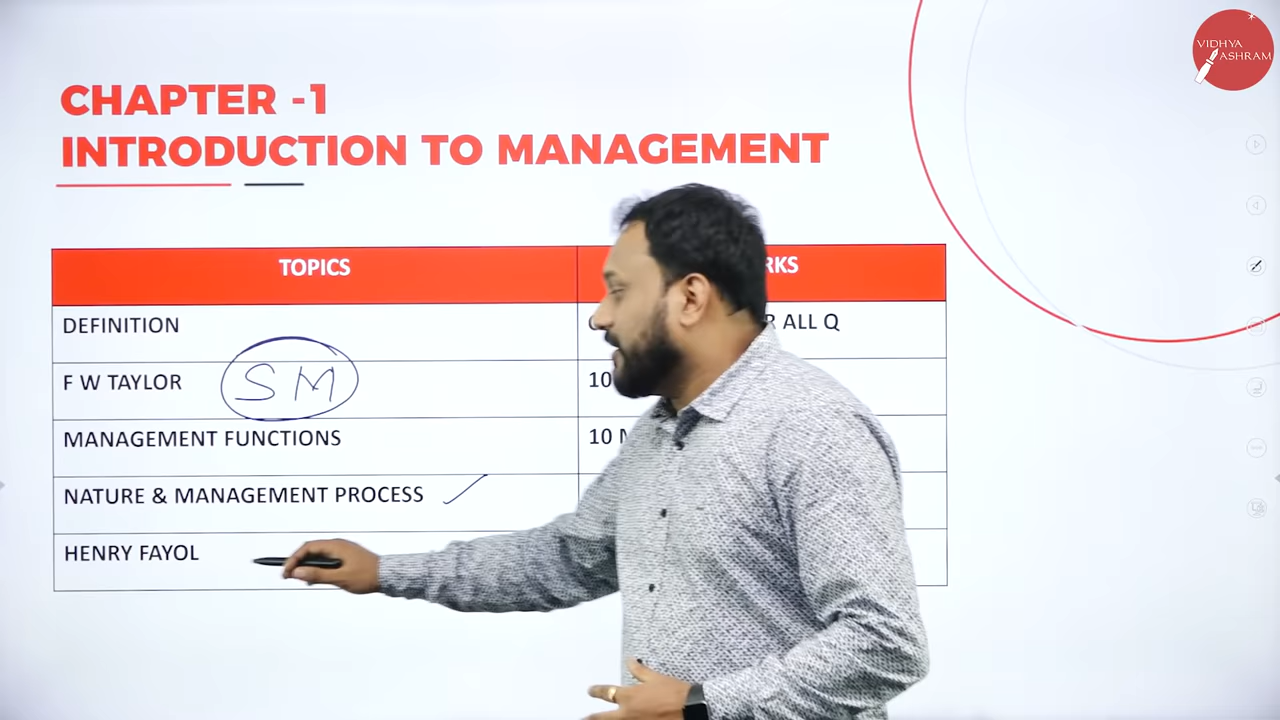 VIDHYA
ASHRAM
CHAPTER -1
INTRODUCTION TO MANAGEMENT
TOPICS
DEFINITION
ALL Q
F W TAYLOR
SM
10
MANAGEMENT FUNCTIONS
10
NATURE & MANAGEMENT PROCESS
HENRY FAYOL